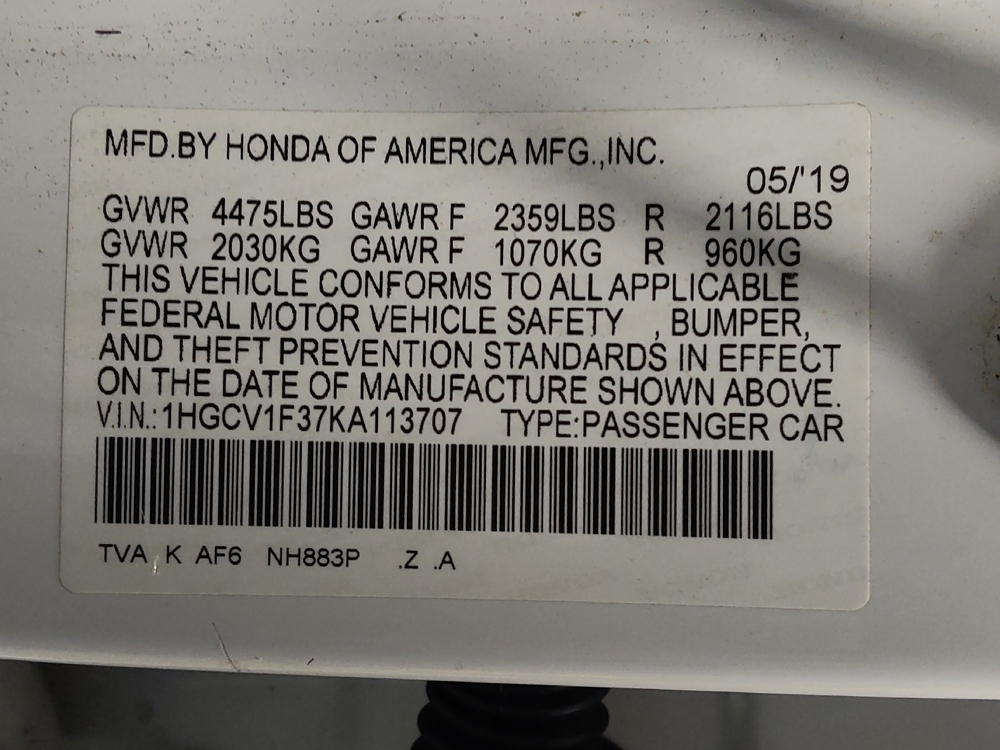 MFD.BY HONDA OF AMERICA MFG.,INC.
05/'19
GVWR 4475LBS GAWR F 2359LBS R 2116LBS
GVWR 2030KG GAWR F 1070KG R 960KG
THIS VEHICLE CONFORMS TO ALL APPLICABLE
FEDERAL MOTOR VEHICLE SAFETY , BUMPER,
AND THEFT PREVENTION STANDARDS IN EFFECT
ON THE DATE OF MANUFACTURE SHOWN ABOVE.
V.I.N.:1HGCV1F37KA113707 TYPE:PASSENGER CAR
TVA K AF6 NH883P .Z .A